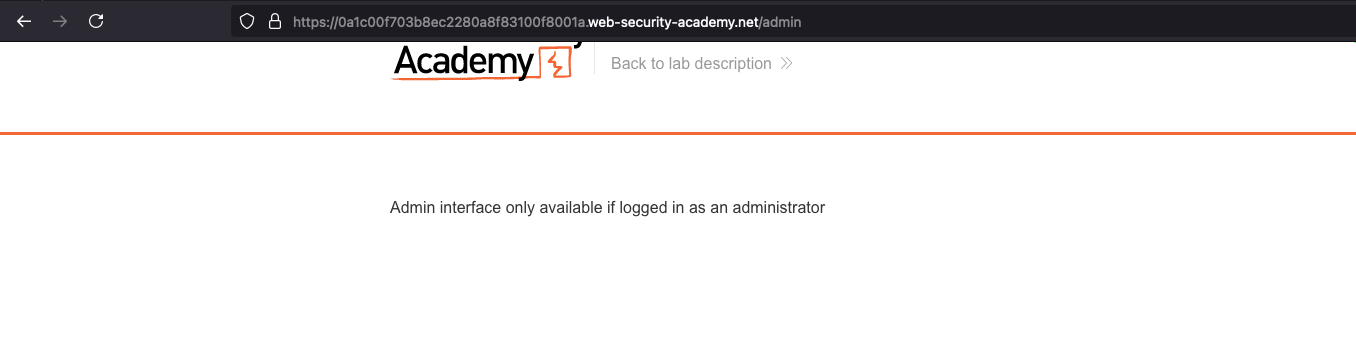 https://0a1c00f703b8ec2280a8f83100f8001a.web-security-academy.net/admin
Academy
Back to lab description
Admin interface only available if logged in as an administrator